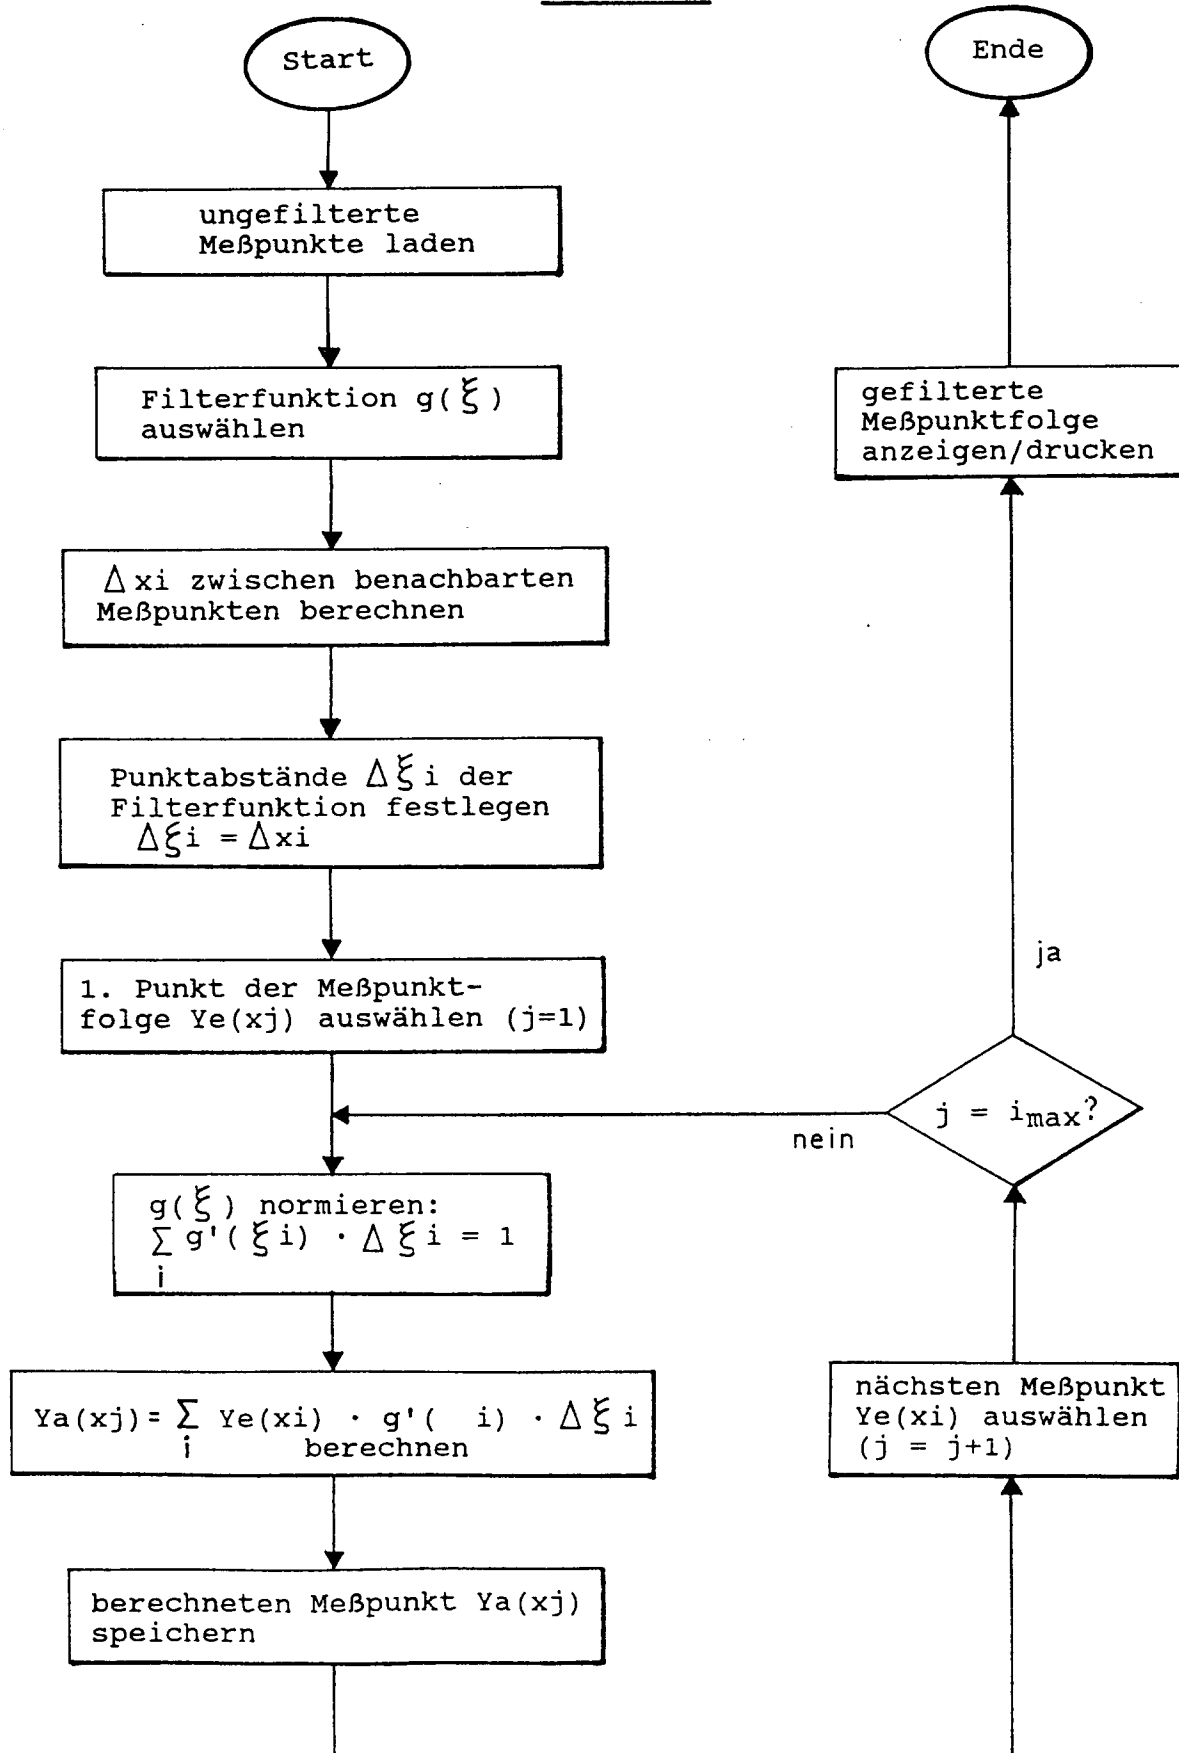 Start
ungefilterte
Meßpunkte laden
Filterfunktion g(ξ)
auswählen
Δxi zwischen benachbarten
Meßpunkten berechnen
Punktabstände Δξi der
Filterfunktion festlegen
Δξi = Δxi
1. Punkt der Meßpunkt-
folge Ye(xj) auswählen (j=1)
g(ξ) normieren:
∑ g'(ξi) · Δξi = 1
i
Ya(xj) = ∑ Ye(xi) · g'( i) · Δξi
i berechnen
berechneten Meßpunkt Ya(xj)
speichern
nächsten Meßpunkt
Ye(xi) auswählen
(j = j+1)
j = imax?
nein
ja
gefilterte
Meßpunktfolge
anzeigen/drucken
Ende